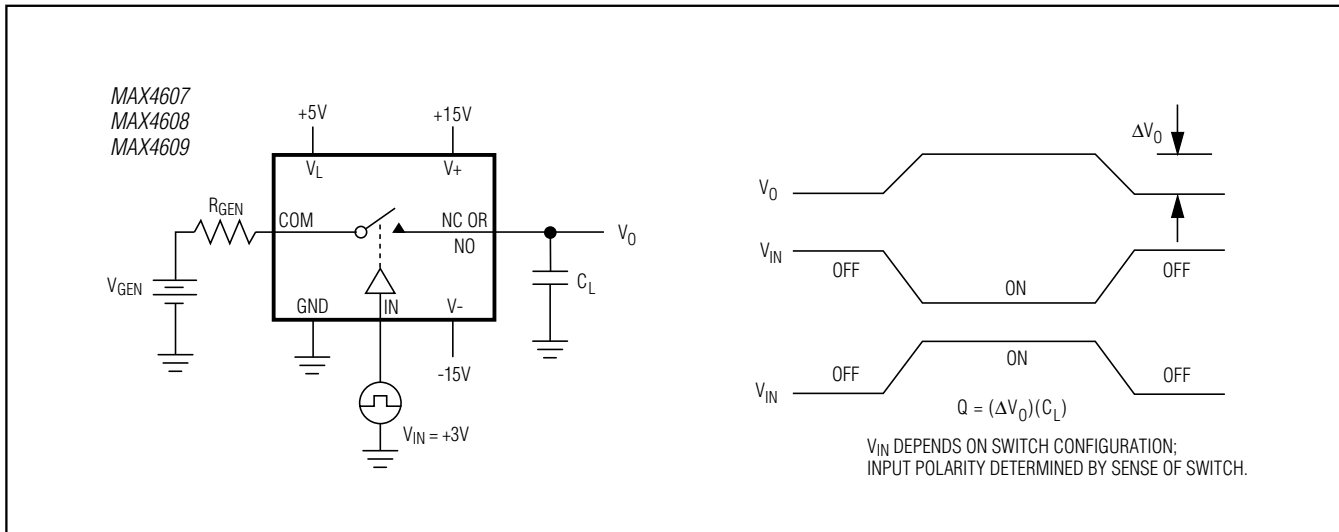 MAX4607
MAX4608
MAX4609
+5V
+15V
VL
V+
RGEN
COM
NC OR
NO
VO
VGEN
CL
GND
IN
V-
-15V
VIN = +3V
ΔVO
VO
VIN
OFF
ON
OFF
VIN
OFF
ON
OFF
Q = (ΔVO)(CL)
VIN DEPENDS ON SWITCH CONFIGURATION;
INPUT POLARITY DETERMINED BY SENSE OF SWITCH.